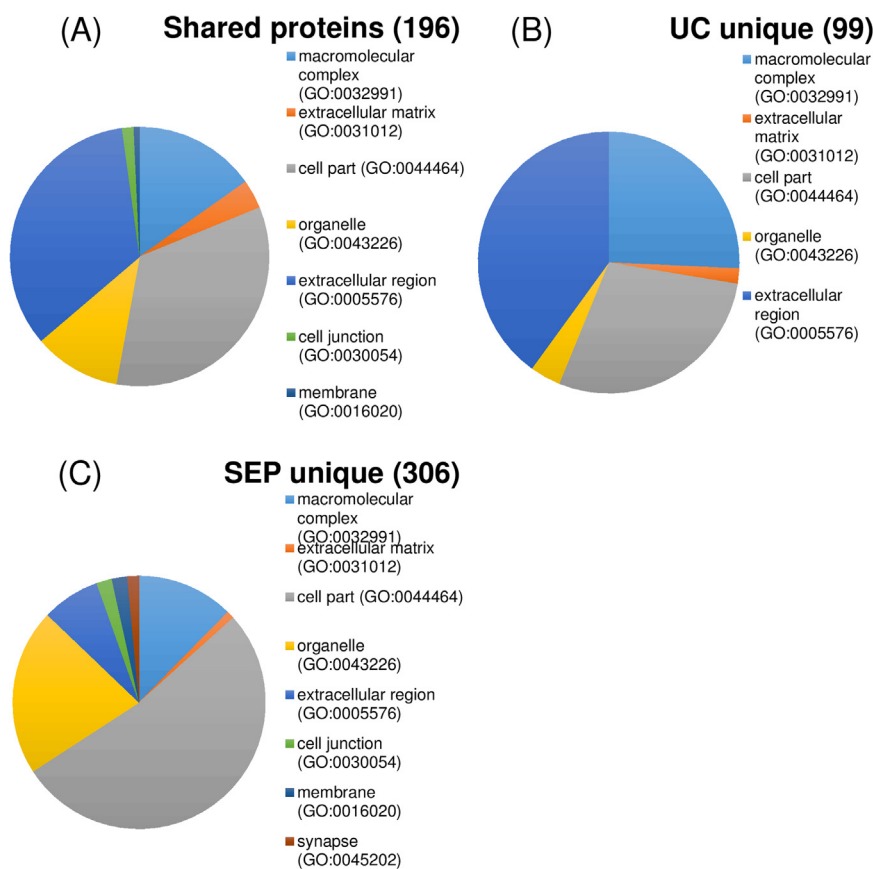 (A) Shared proteins (196)
macromolecular
complex
(GO:0032991)
extracellular matrix
(GO:0031012)
cell part (GO:0044464)
organelle
(GO:0043226)
extracellular region
(GO:0005576)
cell junction
(GO:0030054)
membrane
(GO:0016020)
(B) UC unique (99)
macromolecular
complex
(GO:0032991)
extracellular
matrix
(GO:0031012)
cell part
(GO:0044464)
organelle
(GO:0043226)
extracellular
region
(GO:0005576)
(C) SEP unique (306)
macromolecular
complex
(GO:0032991)
extracellular matrix
(GO:0031012)
cell part (GO:0044464)
organelle
(GO:0043226)
extracellular region
(GO:0005576)
cell junction
(GO:0030054)
membrane
(GO:0016020)
synapse
(GO:0045202)